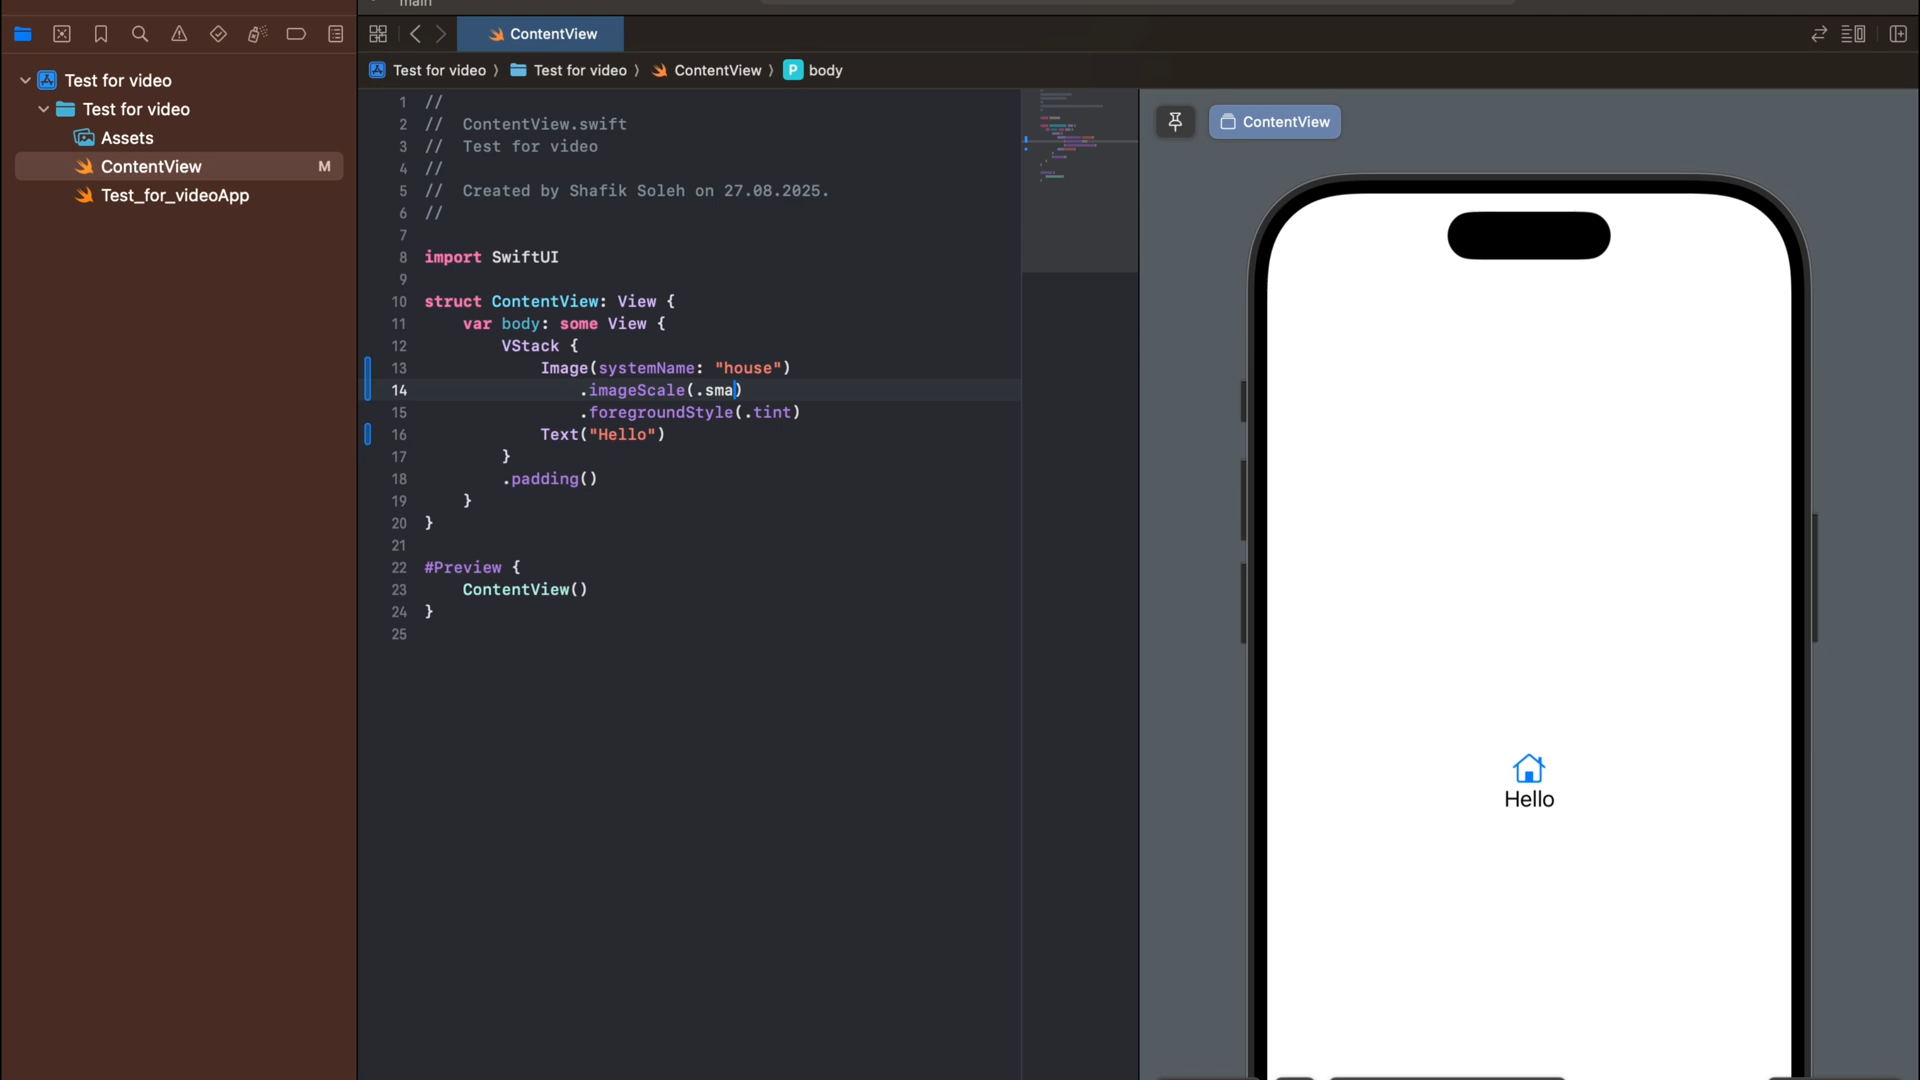 main
ContentView
Test for video
Test for video
Assets
ContentView M
Test_for_videoApp
Test for video 〉 Test for video 〉 ContentView 〉 P body
1 //
2 //  ContentView.swift
3 //  Test for video
4 //
5 //  Created by Shafik Soleh on 27.08.2025.
6 //
7
8 import SwiftUI
9
10 struct ContentView: View {
11     var body: some View {
12         VStack {
13             Image(systemName: "house")
14                 .imageScale(.sma)
15                 .foregroundStyle(.tint)
16             Text("Hello")
17         }
18         .padding()
19     }
20 }
21
22 #Preview {
23     ContentView()
24 }
25
ContentView
Hello